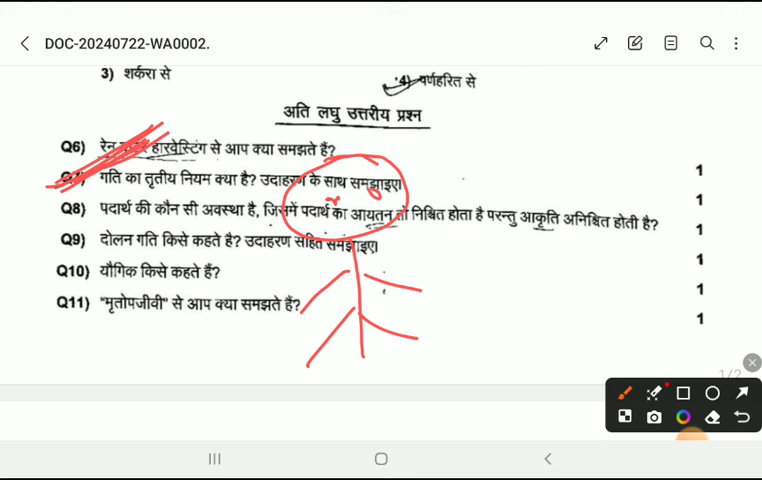 DOC-20240722-WA0002.
3) शर्करा से 4) पर्णहरित से
अति लघु उत्तरीय प्रश्न
Q6) रेन हारवेस्टिंग से आप क्या समझते हैं?
गति का तृतीय नियम क्या है? उदाहरण के साथ समझाइए। 1
Q8) पदार्थ की कौन सी अवस्था है, जिसमें पदार्थ का आयतन तो निश्चित होता है परन्तु आकृति अनिश्चित होती है? 1
Q9) दोलन गति किसे कहते है? उदाहरण सहित समझाइए। 1
Q10) यौगिक किसे कहते हैं? 1
Q11) "मृतोपजीवी" से आप क्या समझते हैं? 1
1
1/2